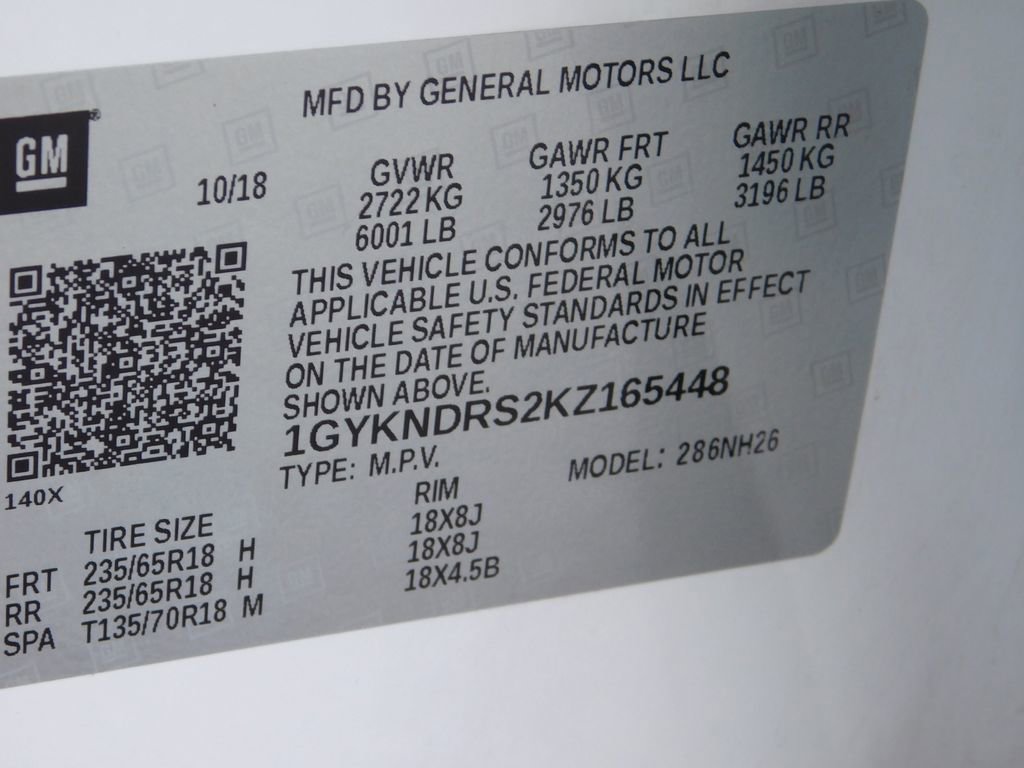 MFD BY GENERAL MOTORS LLC
GM
10/18
GVWR
2722 KG
6001 LB
GAWR FRT
1350 KG
2976 LB
GAWR RR
1450 KG
3196 LB
THIS VEHICLE CONFORMS TO ALL
APPLICABLE U.S. FEDERAL MOTOR
VEHICLE SAFETY STANDARDS IN EFFECT
ON THE DATE OF MANUFACTURE
SHOWN ABOVE.
1GYKNDRS2KZ165448
TYPE: M.P.V. MODEL: 286NH26
140X
TIRE SIZE RIM
FRT 235/65R18 H 18X8J
RR 235/65R18 H 18X8J
SPA T135/70R18 M 18X4.5B